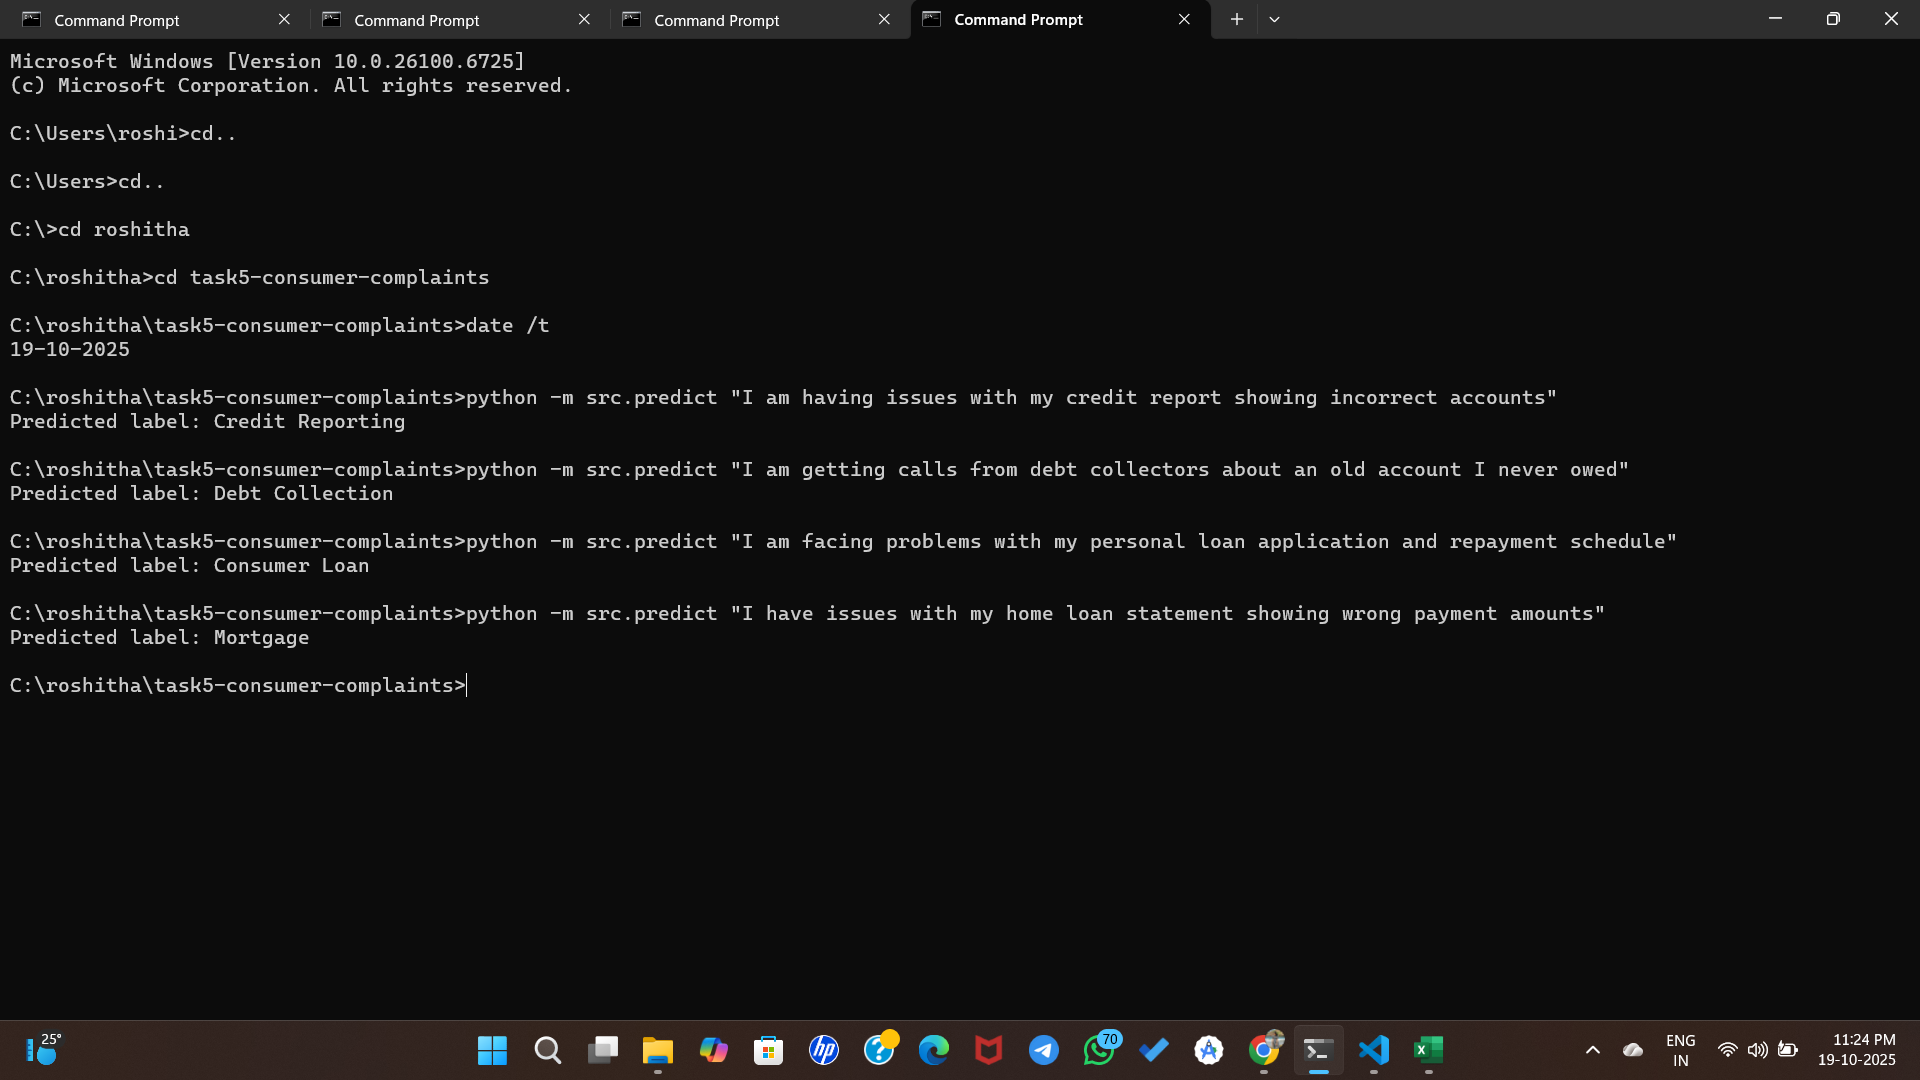 Command Prompt
Command Prompt
Command Prompt
Command Prompt
Microsoft Windows [Version 10.0.26100.6725]
(c) Microsoft Corporation. All rights reserved.
C:\Users\roshi>cd..
C:\Users>cd..
C:\>cd roshitha
C:\roshitha>cd task5-consumer-complaints
C:\roshitha\task5-consumer-complaints>date /t
19-10-2025
C:\roshitha\task5-consumer-complaints>python -m src.predict "I am having issues with my credit report showing incorrect accounts"
Predicted label: Credit Reporting
C:\roshitha\task5-consumer-complaints>python -m src.predict "I am getting calls from debt collectors about an old account I never owed"
Predicted label: Debt Collection
C:\roshitha\task5-consumer-complaints>python -m src.predict "I am facing problems with my personal loan application and repayment schedule"
Predicted label: Consumer Loan
C:\roshitha\task5-consumer-complaints>python -m src.predict "I have issues with my home loan statement showing wrong payment amounts"
Predicted label: Mortgage
C:\roshitha\task5-consumer-complaints>
25°
hp
70
ENG
IN
11:24 PM
19-10-2025